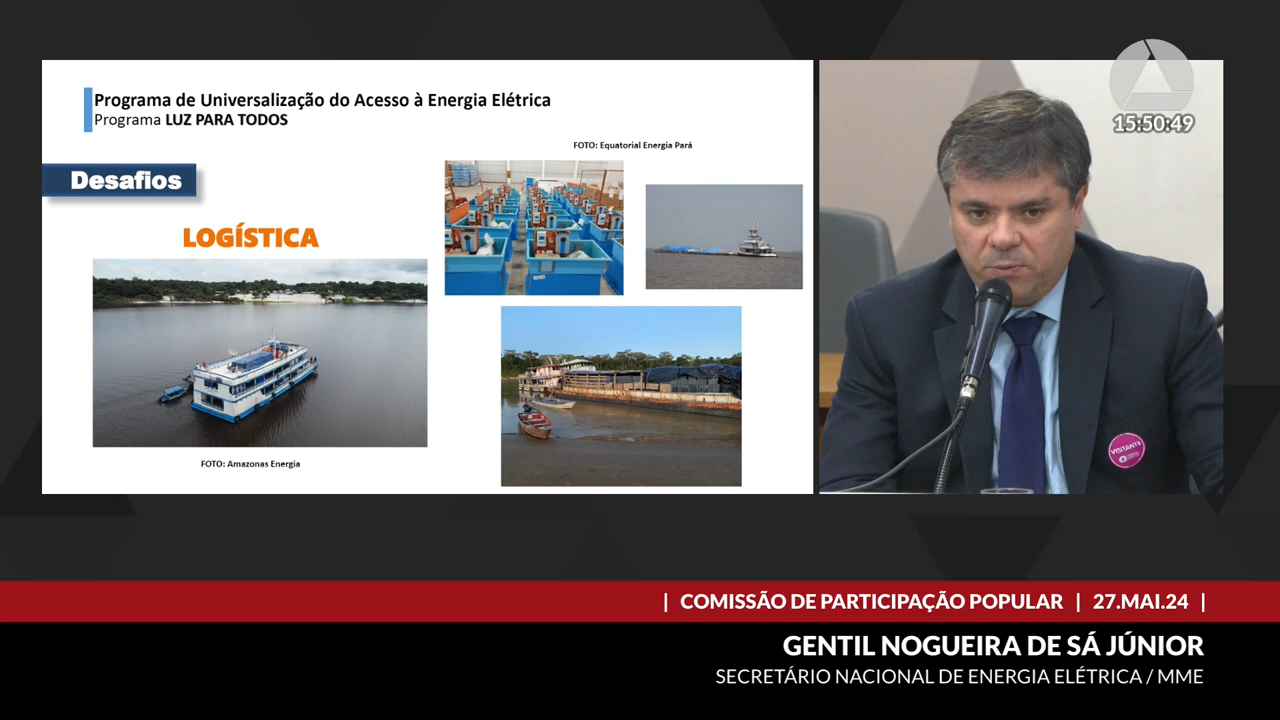 Programa de Universalização do Acesso à Energia Elétrica
Programa LUZ PARA TODOS
FOTO: Equatorial Energia Pará
Desafios
LOGÍSTICA
FOTO: Amazonas Energia
15:50:49
VISITANTE
| COMISSÃO DE PARTICIPAÇÃO POPULAR | 27.MAI.24 |
GENTIL NOGUEIRA DE SÁ JÚNIOR
SECRETÁRIO NACIONAL DE ENERGIA ELÉTRICA / MME